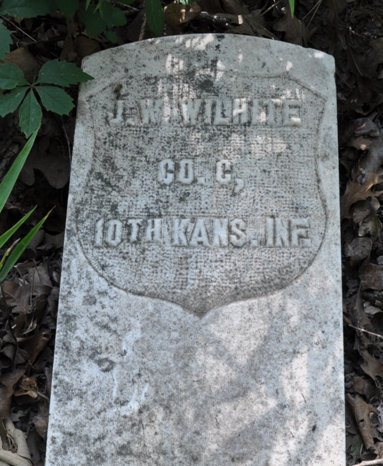 J. W. WILHITE
CO. C,
10TH KANS. INF.